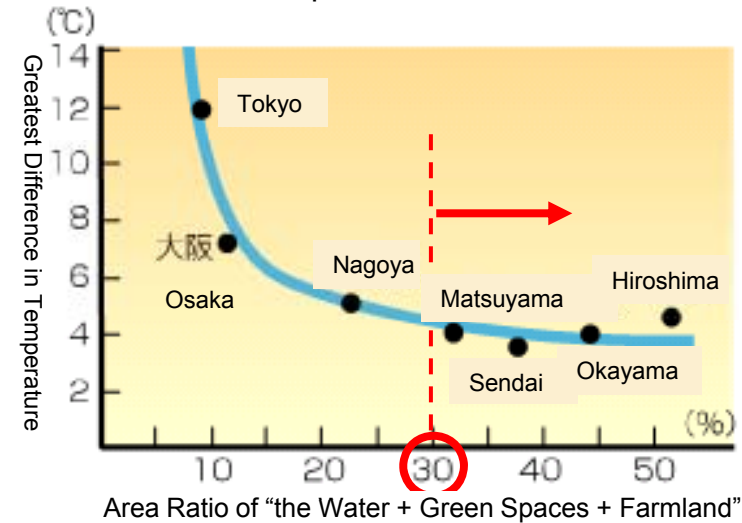 (℃)
14
12
10
8
6
4
2
Greatest Difference in Temperature
Tokyo
大阪
Osaka
Nagoya
Matsuyama
Sendai
Okayama
Hiroshima
(%)
10 20 30 40 50
Area Ratio of “the Water + Green Spaces + Farmland”